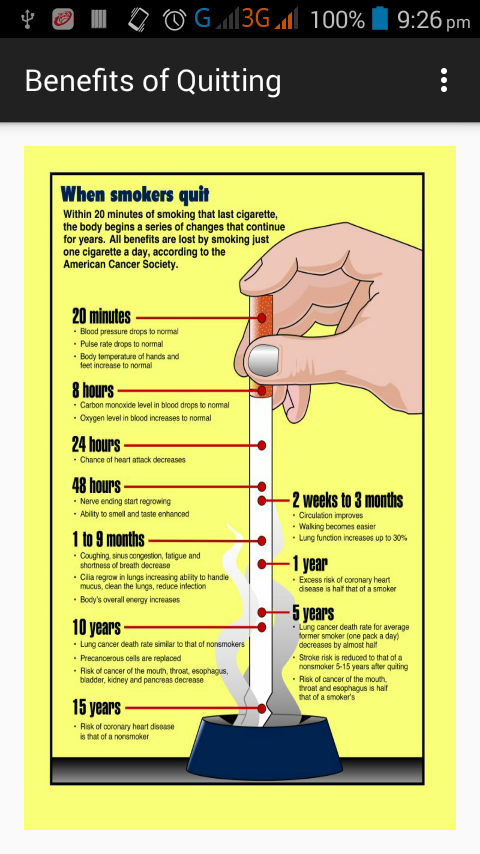 G 3G 100% 9:26 pm
Benefits of Quitting
When smokers quit
Within 20 minutes of smoking that last cigarette,
the body begins a series of changes that continue
for years. All benefits are lost by smoking just
one cigarette a day, according to the
American Cancer Society.
20 minutes
• Blood pressure drops to normal
• Pulse rate drops to normal
• Body temperature of hands and
feet increase to normal
8 hours
• Carbon monoxide level in blood drops to normal
• Oxygen level in blood increases to normal
24 hours
• Chance of heart attack decreases
48 hours
• Nerve ending start regrowing
• Ability to smell and taste enhanced
2 weeks to 3 months
• Circulation improves
• Walking becomes easier
• Lung function increases up to 30%
1 to 9 months
• Coughing, sinus congestion, fatigue and
shortness of breath decrease
• Cilia regrow in lungs increasing ability to handle
mucus, clean the lungs, reduce infection
• Body's overall energy increases
1 year
• Excess risk of coronary heart
disease is half that of a smoker
5 years
• Lung cancer death rate for average
former smoker (one pack a day)
decreases by almost half
• Stroke risk is reduced to that of a
nonsmoker 5-15 years after quiting
• Risk of cancer of the mouth,
throat and esophagus is half
that of a smoker's
10 years
• Lung cancer death rate similar to that of nonsmokers
• Precancerous cells are replaced
• Risk of cancer of the mouth, throat, esophagus,
bladder, kidney and pancreas decrease
15 years
• Risk of coronary heart disease
is that of a nonsmoker